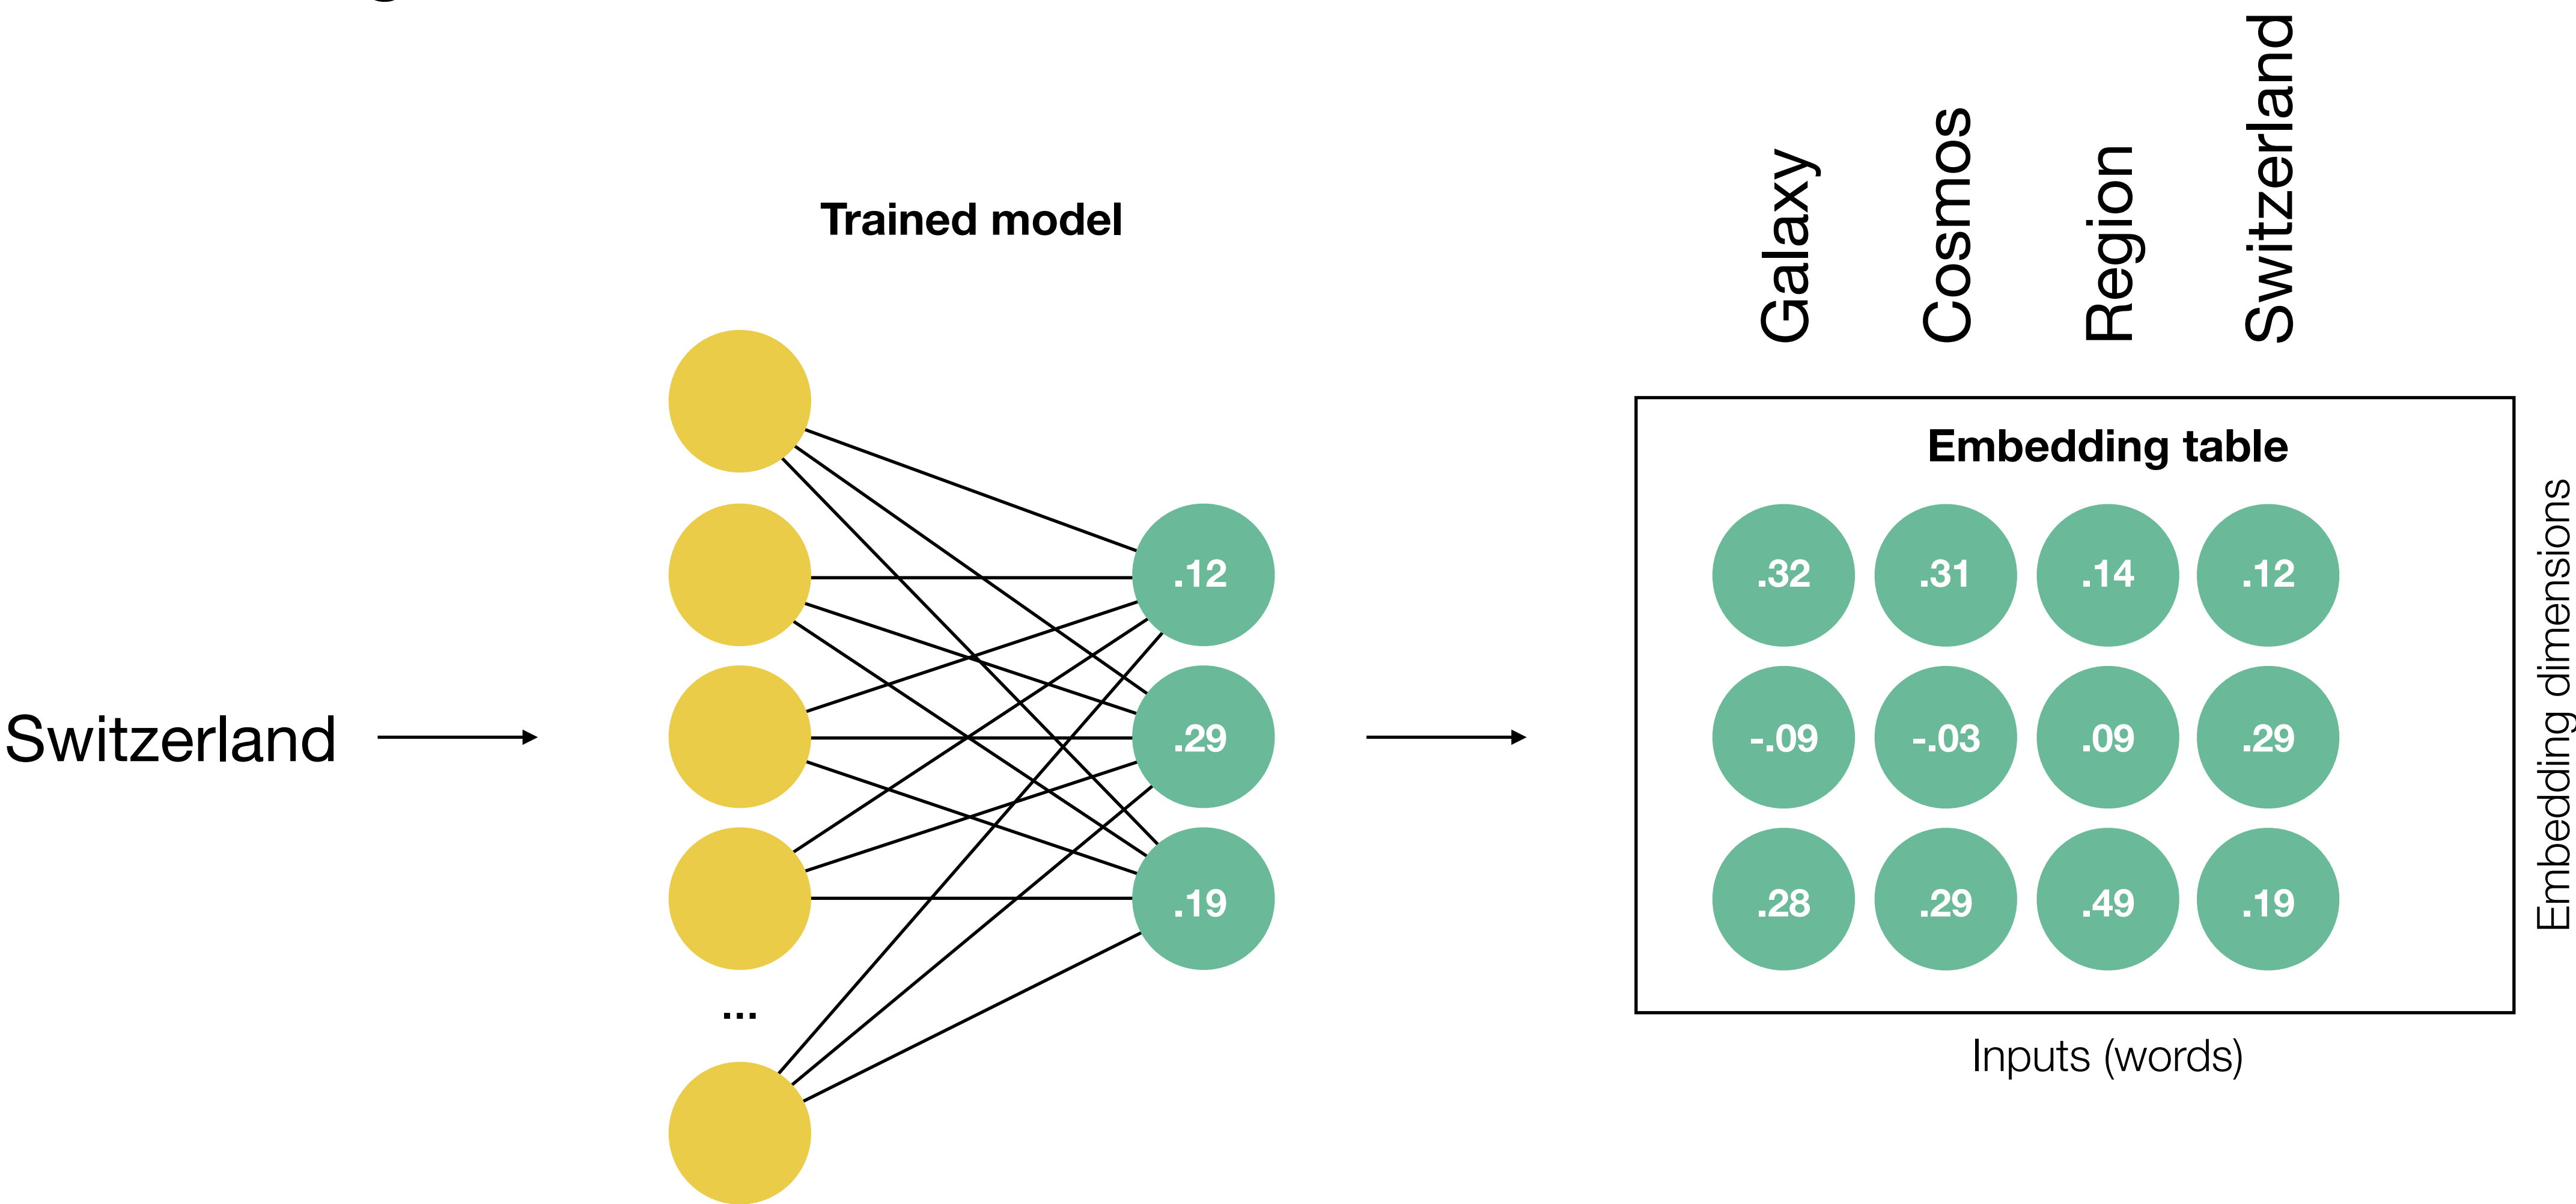 Trained model
Galaxy
Cosmos
Region
Switzerland
Switzerland
.12
.29
.19
...
Embedding table
.32 .31 .14 .12
-.09 -.03 .09 .29
.28 .29 .49 .19
Embedding dimensions
Inputs (words)